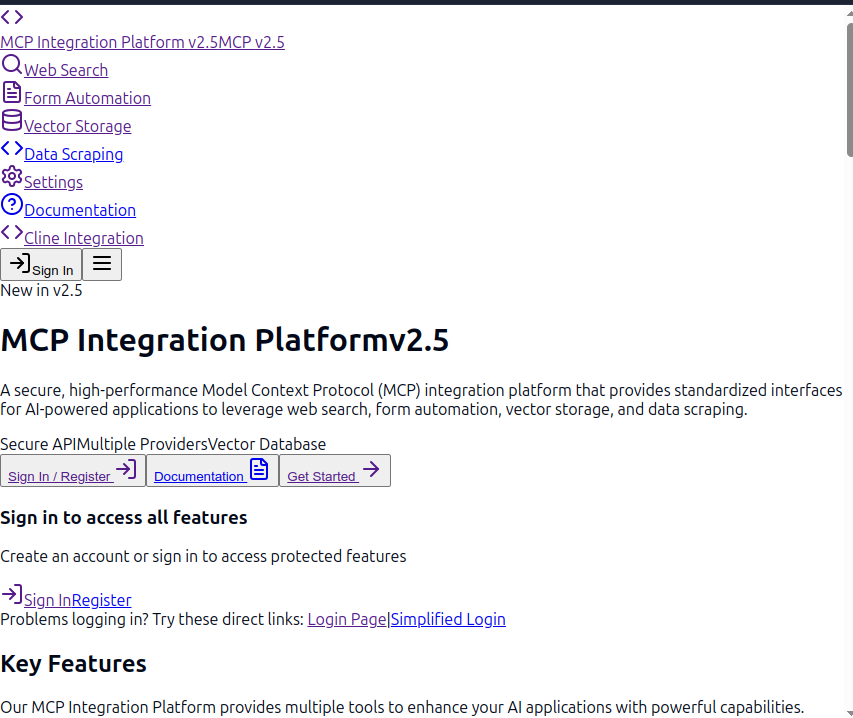 MCP Integration Platform v2.5MCP v2.5
Web Search
Form Automation
Vector Storage
Data Scraping
Settings
Documentation
Cline Integration
Sign In
New in v2.5
MCP Integration Platformv2.5
A secure, high-performance Model Context Protocol (MCP) integration platform that provides standardized interfaces
for AI-powered applications to leverage web search, form automation, vector storage, and data scraping.
Secure APIMultiple ProvidersVector Database
Sign In / Register Documentation Get Started
Sign in to access all features
Create an account or sign in to access protected features
Sign InRegister
Problems logging in? Try these direct links: Login Page|Simplified Login
Key Features
Our MCP Integration Platform provides multiple tools to enhance your AI applications with powerful capabilities.